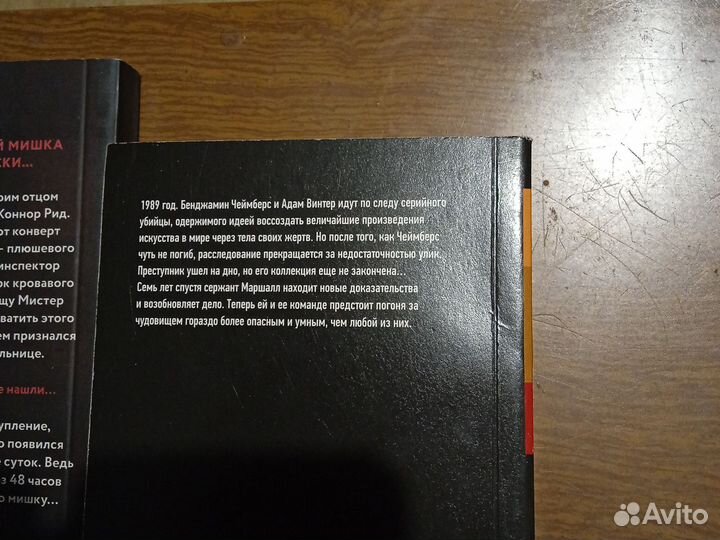 Й МИШКА
СКИ...
оим отцом
Коннор Рид.
рт конверт
– плюшевого
инспектор
рк кровавого
щу Мистер
ватить этого
ем признался
льнице.
е нашли...
упление,
о появился
е суток. Ведь
з 48 часов
о мишку...
1989 год. Бенджамин Чеймберс и Адам Винтер идут по следу серийного
убийцы, одержимого идеей воссоздать величайшие произведения
искусства в мире через тела своих жертв. Но после того, как Чеймберс
чуть не погиб, расследование прекращается за недостаточностью улик.
Преступник ушел на дно, но его коллекция еще не закончена...
Семь лет спустя сержант Маршалл находит новые доказательства
и возобновляет дело. Теперь ей и ее команде предстоит погоня за
чудовищем гораздо более опасным и умным, чем любой из них.
Avito